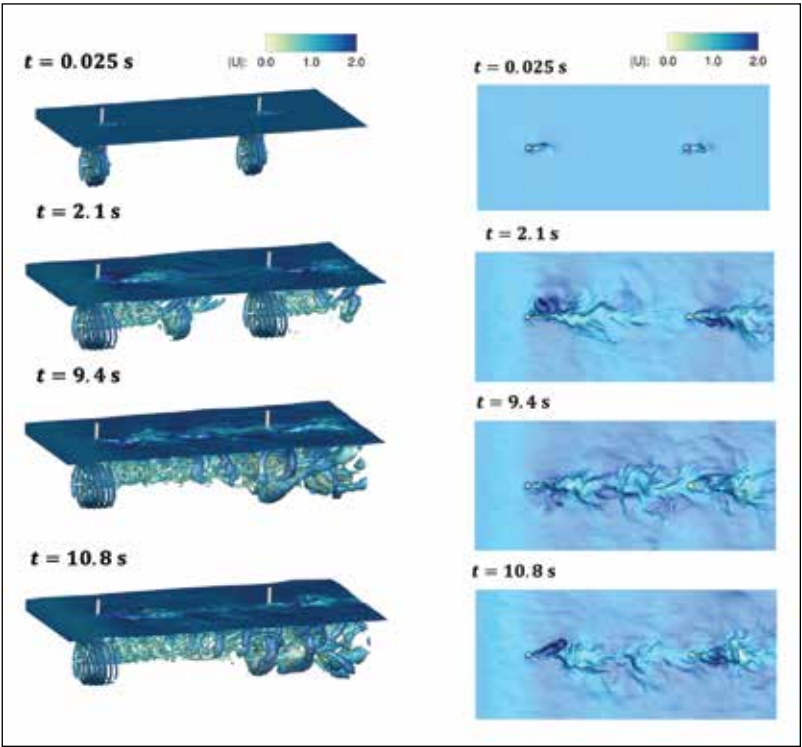 |U|: 0.0 1.0 2.0
t = 0.025 s
t = 2.1 s
t = 9.4 s
t = 10.8 s
|U|: 0.0 1.0 2.0
t = 0.025 s
t = 2.1 s
t = 9.4 s
t = 10.8 s